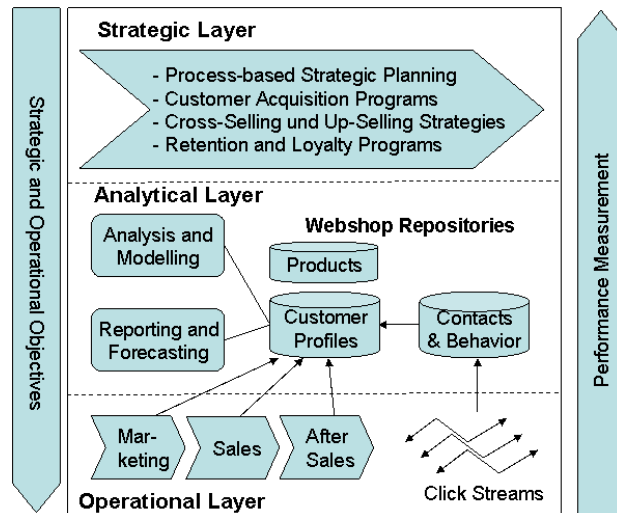 Strategic and Operational Objectives
Strategic Layer
- Process-based Strategic Planning
- Customer Acquisition Programs
- Cross-Selling und Up-Selling Strategies
- Retention and Loyalty Programs
Analytical Layer
Analysis and
Modelling
Webshop Repositories
Products
Reporting and
Forecasting
Customer
Profiles
Contacts
& Behavior
Mar-
keting
Sales
After
Sales
Click Streams
Operational Layer
Performance Measurement